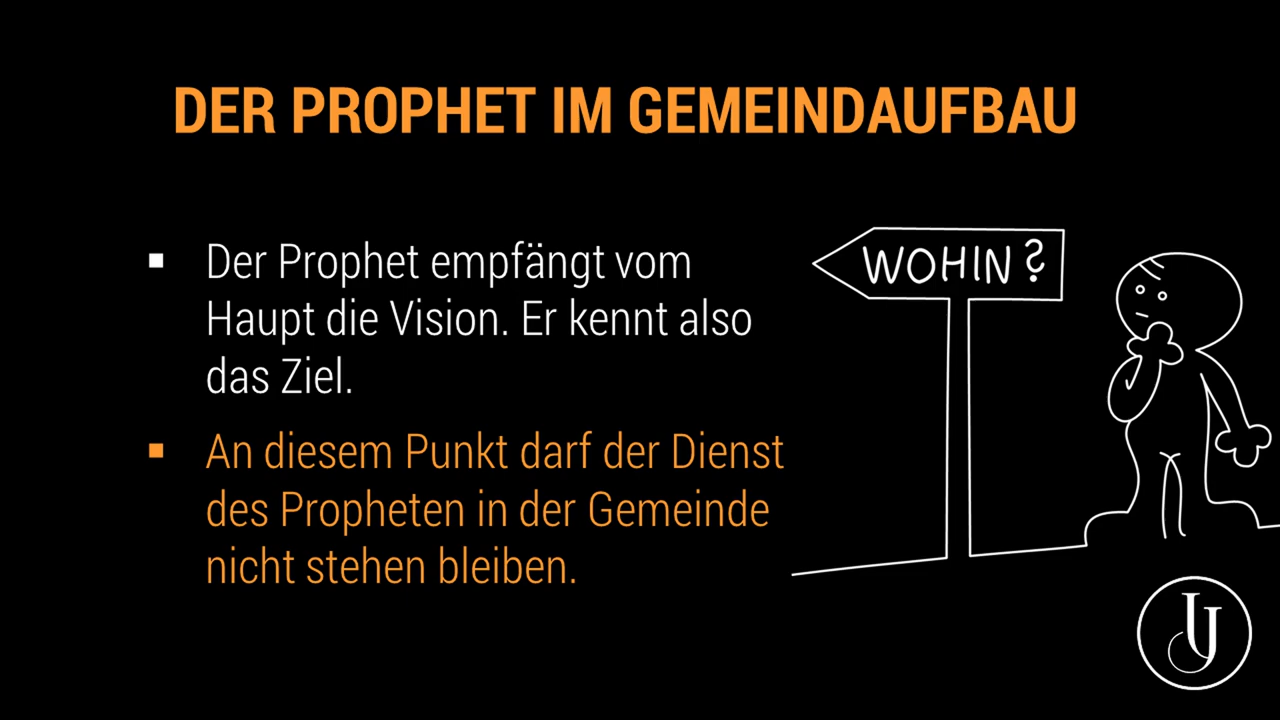 DER PROPHET IM GEMEINDAUFBAU
▪ Der Prophet empfängt vom
Haupt die Vision. Er kennt also
das Ziel.
▪ An diesem Punkt darf der Dienst
des Propheten in der Gemeinde
nicht stehen bleiben.
WOHIN?
JJ